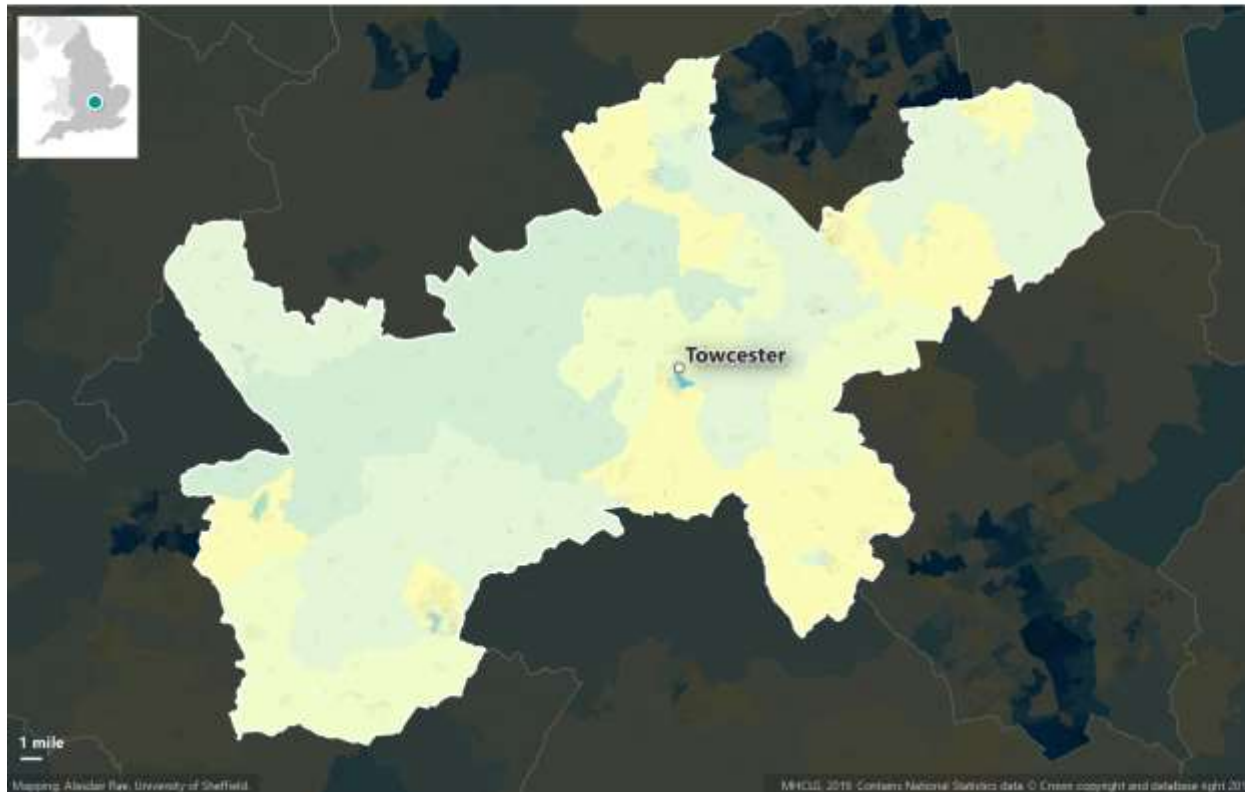 Towcester
1 mile
Mapping: Alasdair Rae, University of Sheffield.
MHCLG, 2019. Contains National Statistics data. © Crown copyright and database right